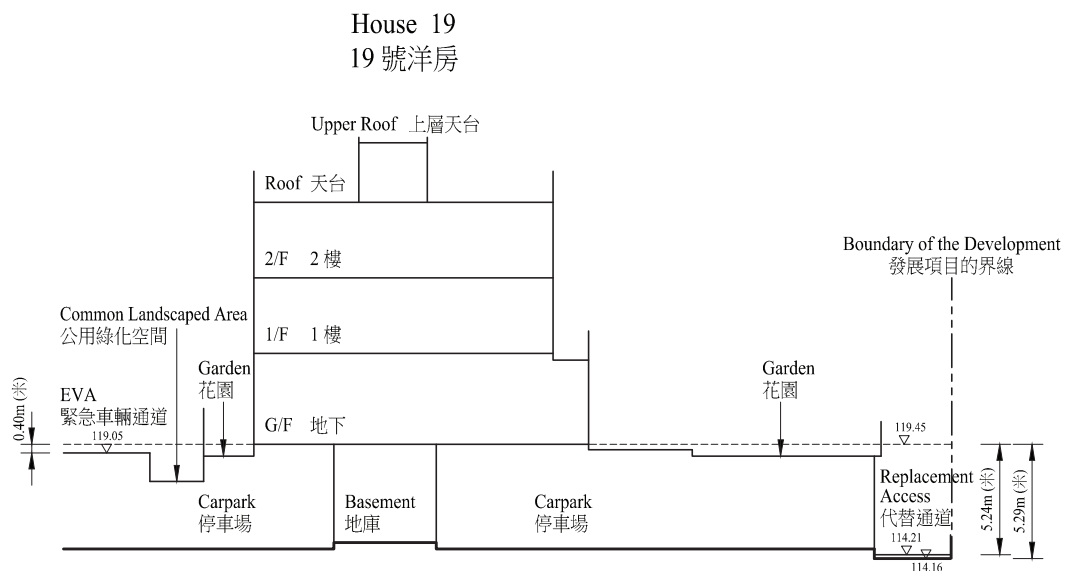 House 19
19 號洋房
Upper Roof 上層天台
Roof 天台
2/F 2 樓
Boundary of the Development
發展項目的界線
Common Landscaped Area
公用綠化空間
1/F 1 樓
Garden
花園
Garden
花園
EVA
緊急車輛通道
0.40m (米)
119.05
G/F 地下
119.45
Carpark
停車場
Basement
地庫
Carpark
停車場
Replacement
Access
代替通道
114.21
114.16
5.24m (米)
5.29m (米)